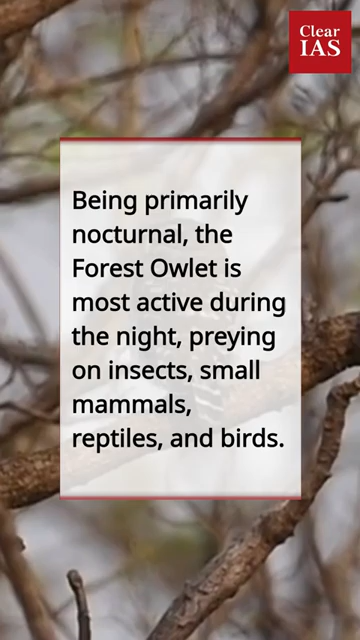 Clear
IAS
Being primarily
nocturnal, the
Forest Owlet is
most active during
the night, preying
on insects, small
mammals,
reptiles, and birds.